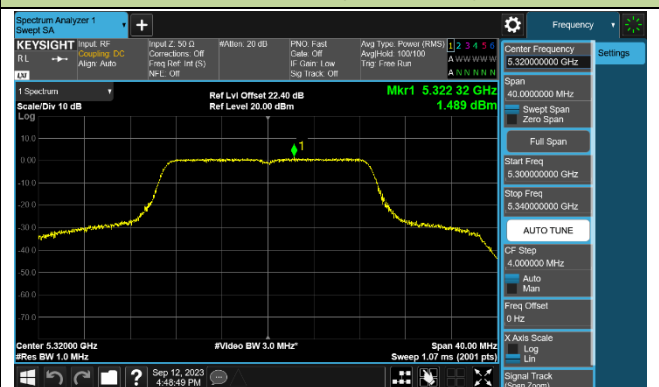 Spectrum Analyzer 1
Swept SA
+
Frequency
KEYSIGHT
RL
LXI
Input: RF
Coupling: DC
Align: Auto
Input Z: 50 Ω
Corrections: Off
Freq Ref: Int (S)
NFE: Off
#Atten: 20 dB
PNO: Fast
Gate: Off
IF Gain: Low
Sig Track: Off
Avg Type: Power (RMS)
Avg|Hold: 100/100
Trig: Free Run
1 2 3 4 5 6
A W W W W W
A N N N N N
1 Spectrum
Scale/Div 10 dB
Log
Ref Lvl Offset 22.40 dB
Ref Level 20.00 dBm
Mkr1 5.322 32 GHz
1.489 dBm
1
10.0
0.00
-10.0
-20.0
-30.0
-40.0
-50.0
-60.0
-70.0
Center 5.32000 GHz
#Res BW 1.0 MHz
#Video BW 3.0 MHz*
Span 40.00 MHz
Sweep 1.07 ms (2001 pts)
?
Sep 12, 2023
4:48:49 PM
Center Frequency
5.320000000 GHz
Span
40.0000000 MHz
Swept Span
Zero Span
Full Span
Start Freq
5.300000000 GHz
Stop Freq
5.340000000 GHz
AUTO TUNE
CF Step
4.000000 MHz
Auto
Man
Freq Offset
0 Hz
X Axis Scale
Log
Lin
Signal Track
(Span Zoom)
Settings